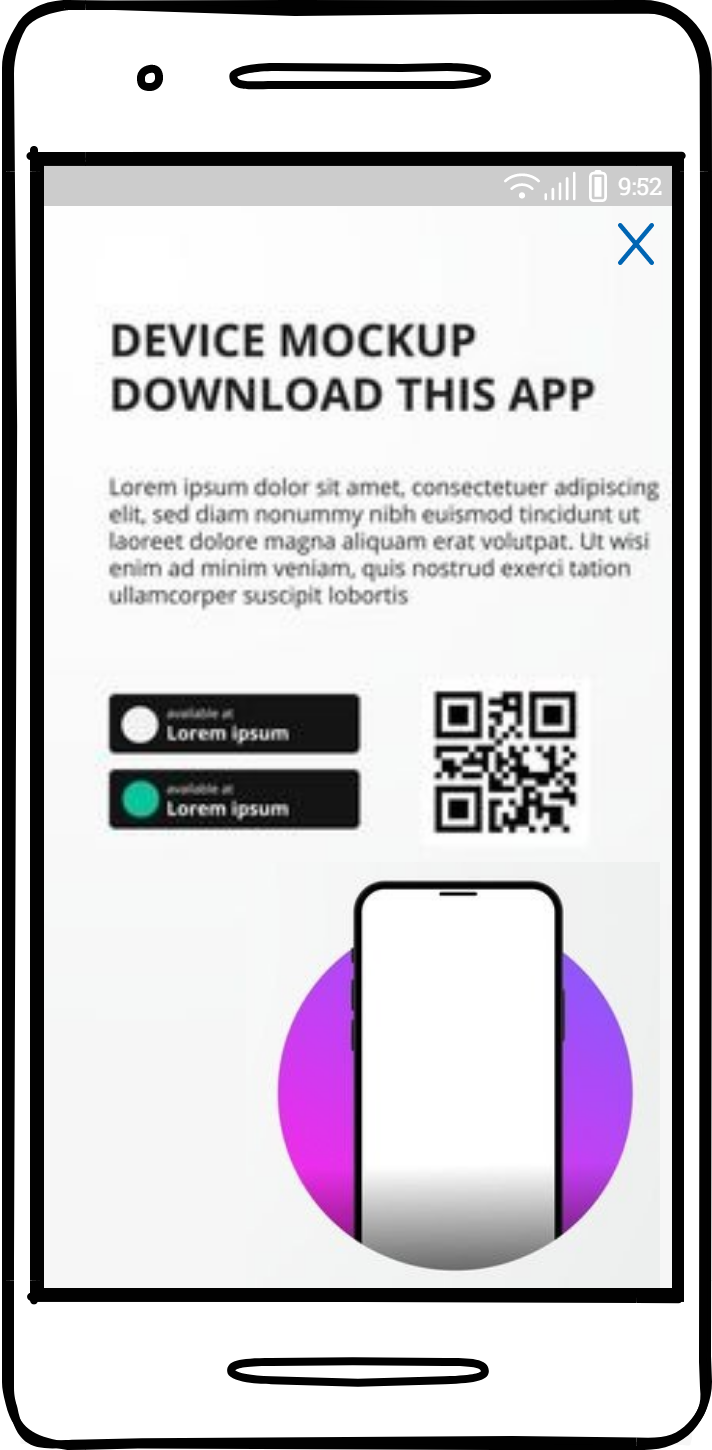 9:52
DEVICE MOCKUP
DOWNLOAD THIS APP
Lorem ipsum dolor sit amet, consectetuer adipiscing
elit, sed diam nonummy nibh euismod tincidunt ut
laoreet dolore magna aliquam erat volutpat. Ut wisi
enim ad minim veniam, quis nostrud exerci tation
ullamcorper suscipit lobortis
available at
Lorem ipsum
available at
Lorem ipsum